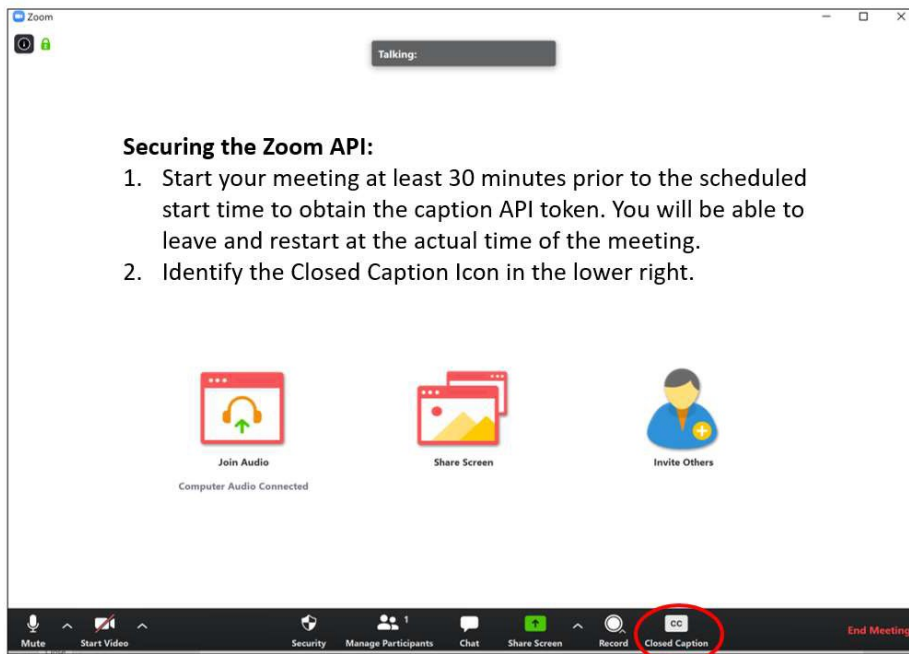 Zoom
Talking:
Securing the Zoom API:
1. Start your meeting at least 30 minutes prior to the scheduled
start time to obtain the caption API token. You will be able to
leave and restart at the actual time of the meeting.
2. Identify the Closed Caption Icon in the lower right.
Join Audio
Share Screen
Invite Others
Computer Audio Connected
1
Mute
Start Video
Security
Manage Participants
Chat
Share Screen
Record
CC
Closed Caption
End Meeting